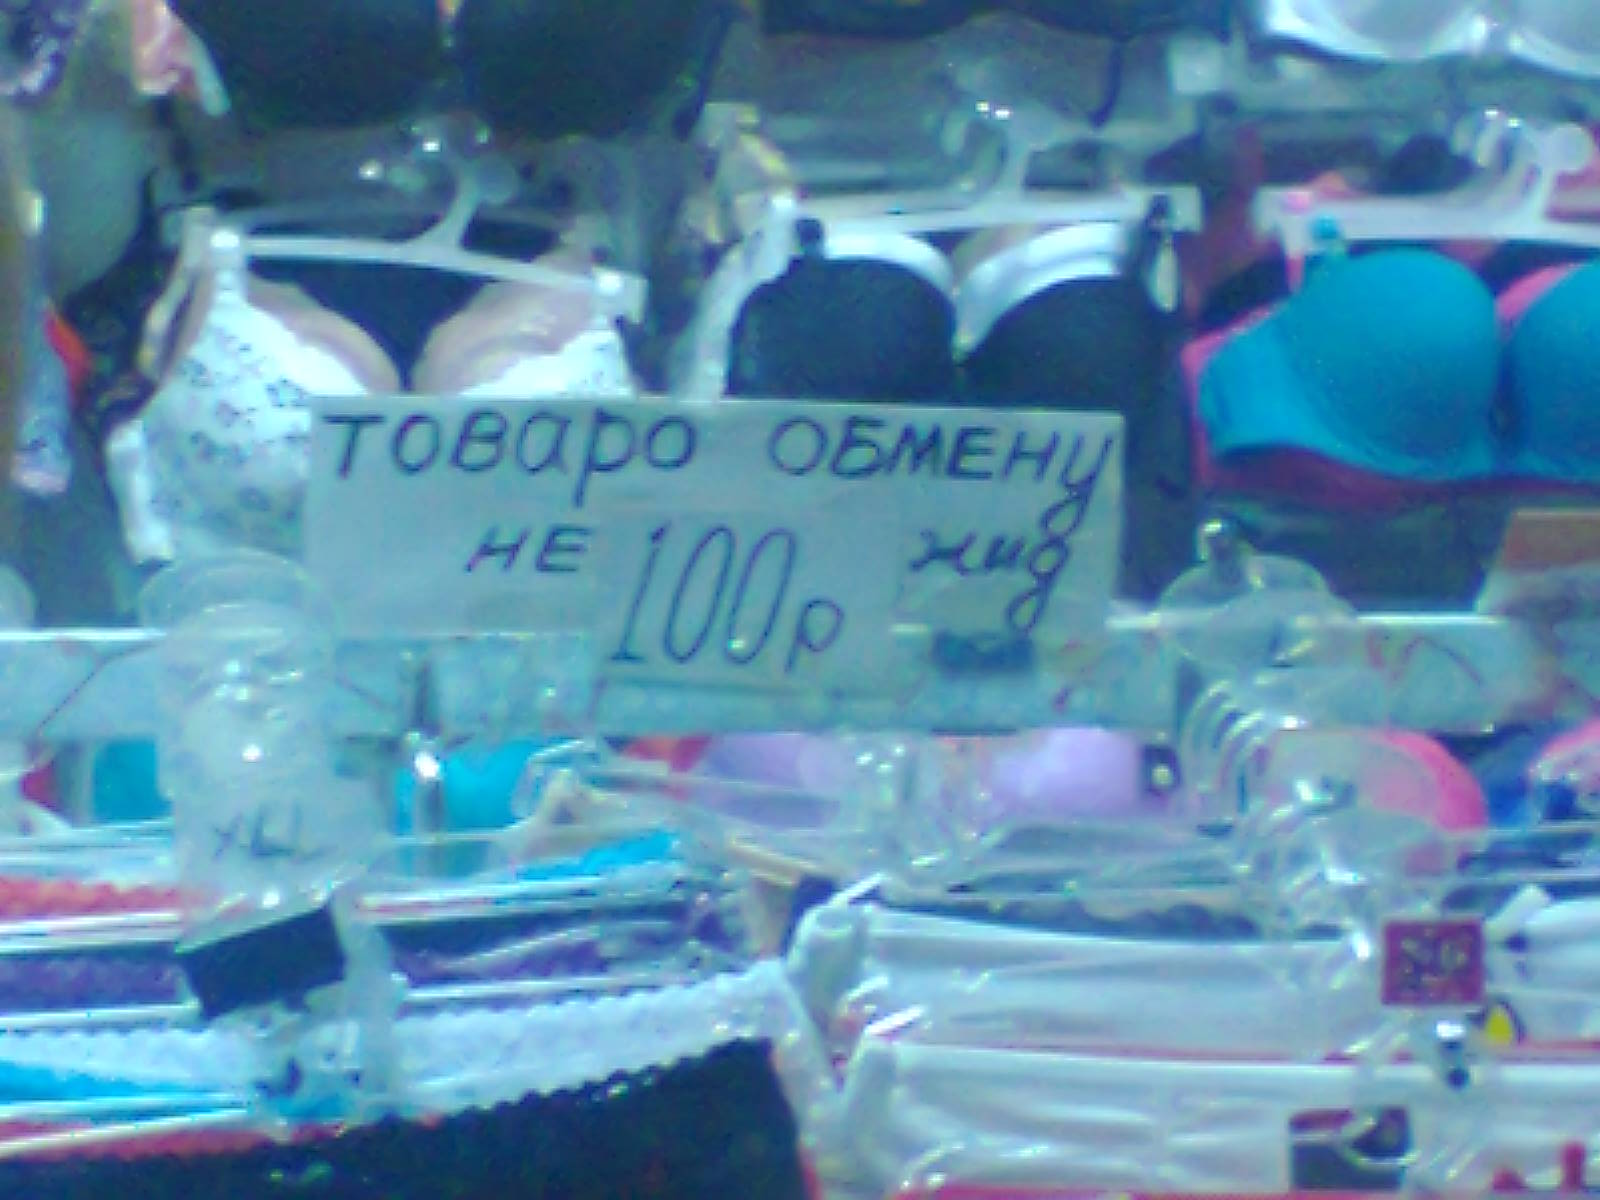 товаро обмену
не 100р жид